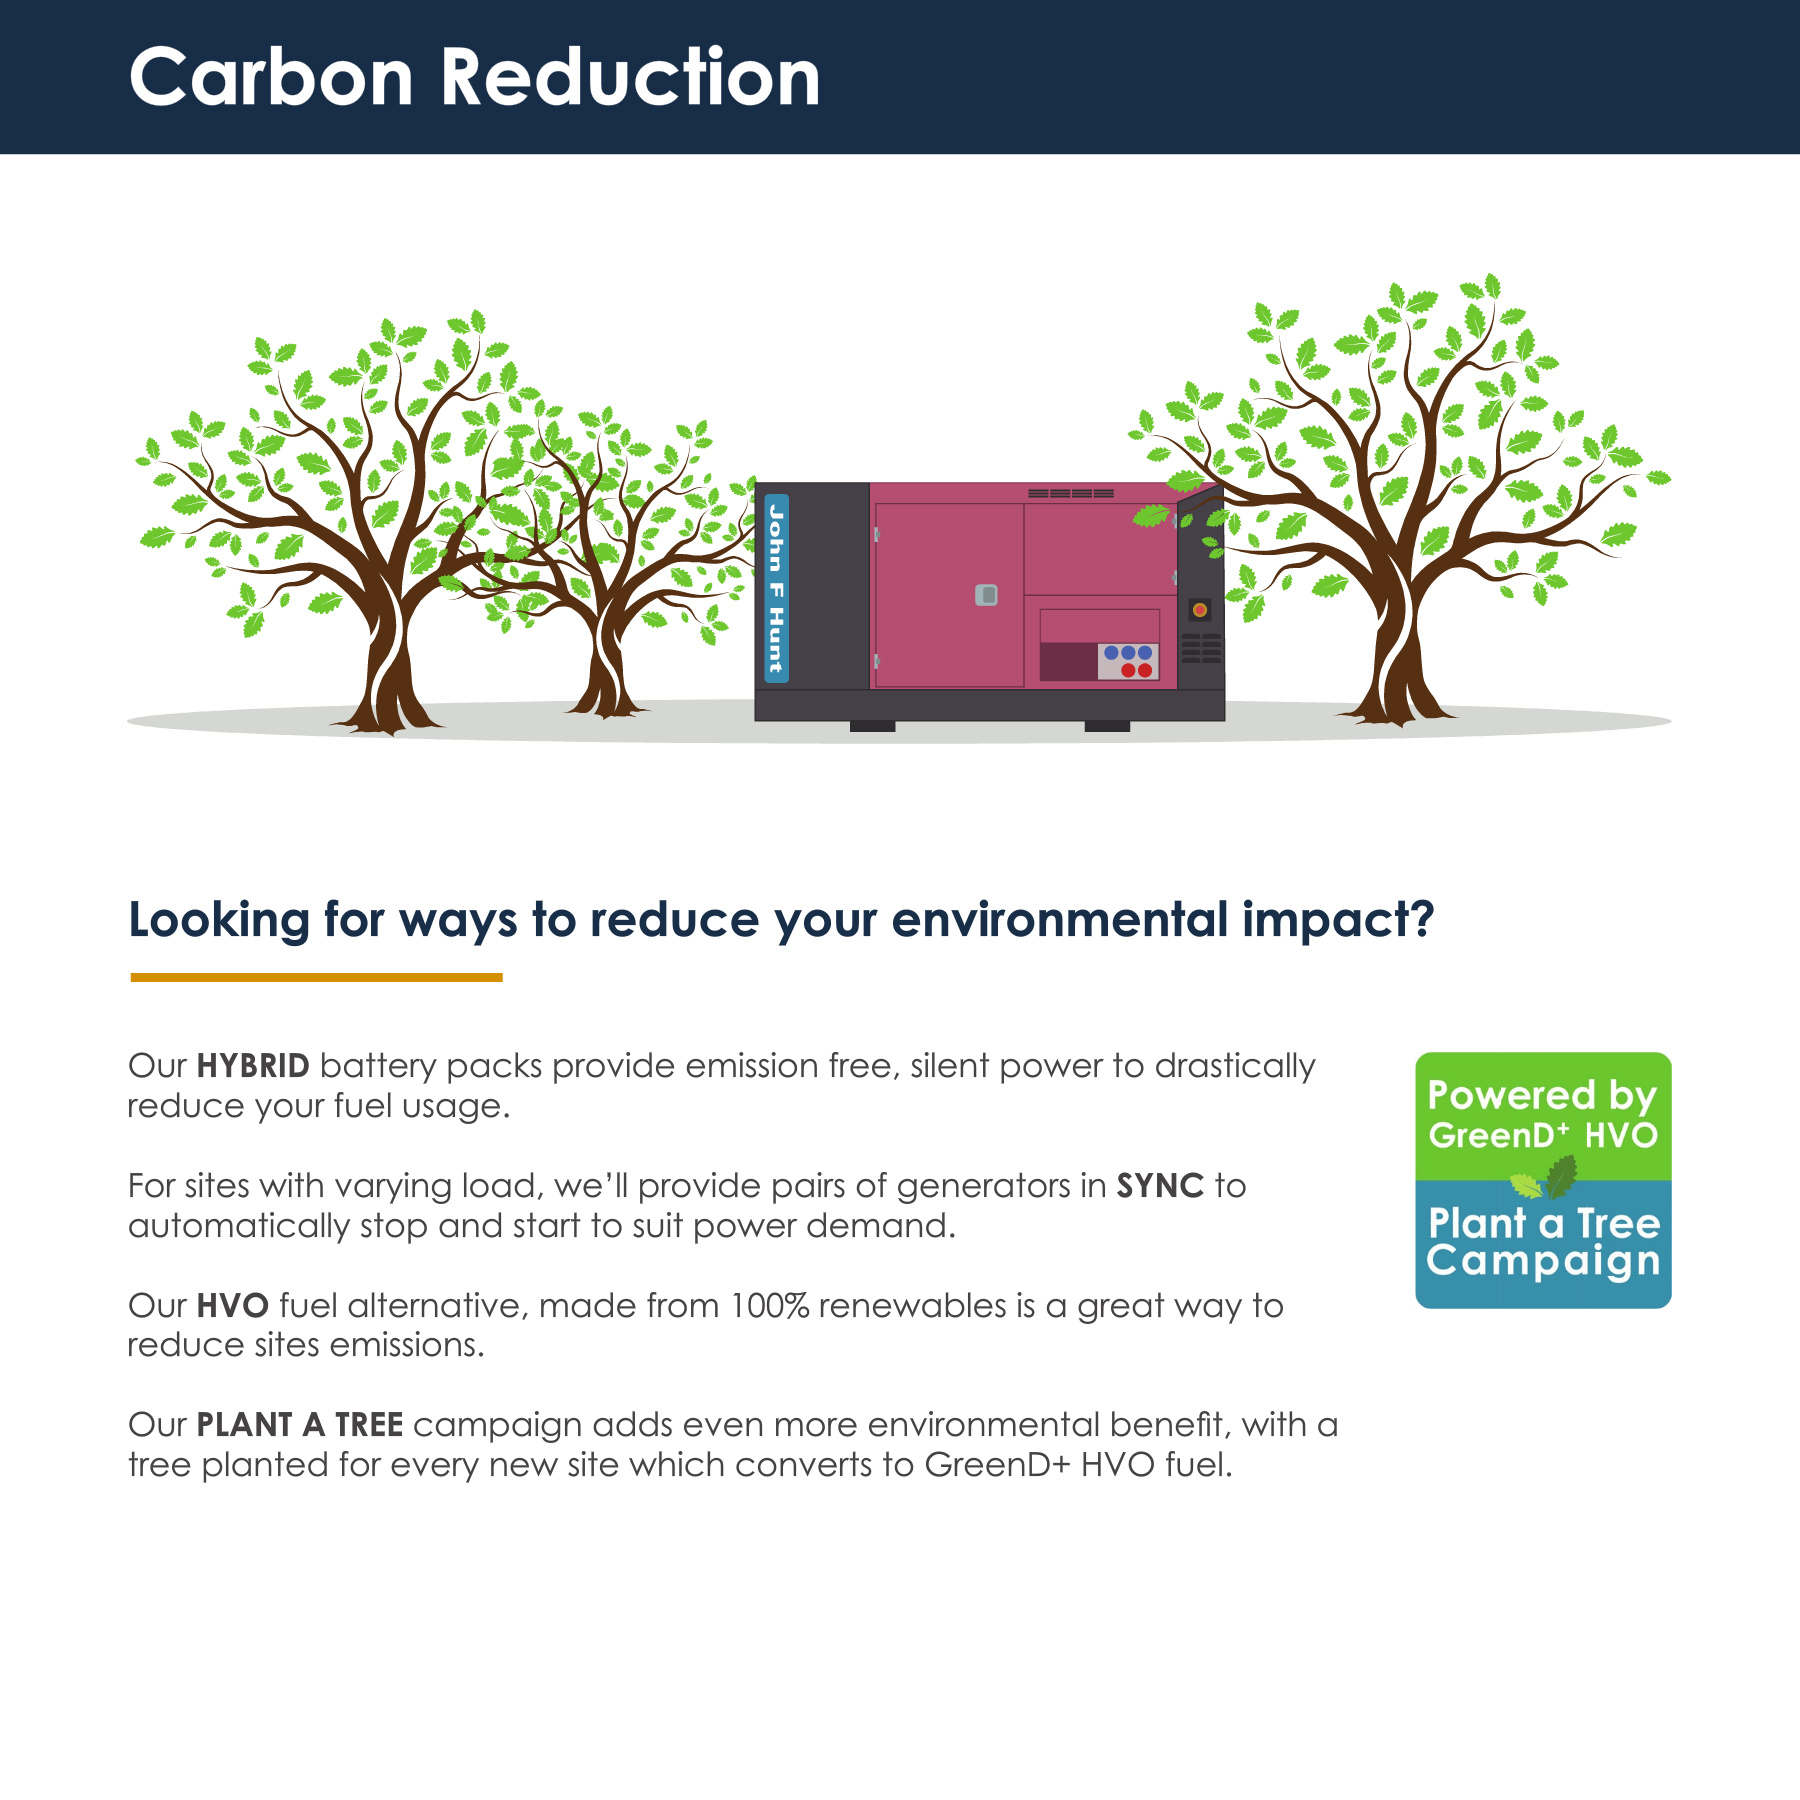 Carbon Reduction
John F Hunt
Looking for ways to reduce your environmental impact?
Our HYBRID battery packs provide emission free, silent power to drastically
reduce your fuel usage.
For sites with varying load, we’ll provide pairs of generators in SYNC to
automatically stop and start to suit power demand.
Our HVO fuel alternative, made from 100% renewables is a great way to
reduce sites emissions.
Our PLANT A TREE campaign adds even more environmental benefit, with a
tree planted for every new site which converts to GreenD+ HVO fuel.
Powered by
GreenD+ HVO
Plant a Tree
Campaign